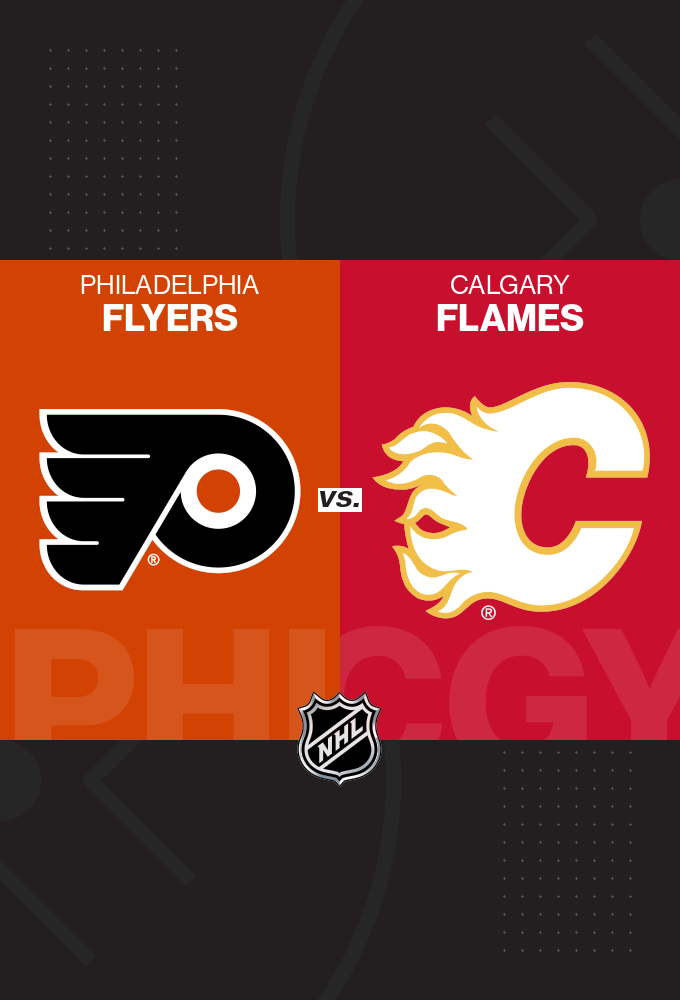 PHILADELPHIA
FLYERS
CALGARY
FLAMES
vs.
®
®
PHI
CGY
NHL